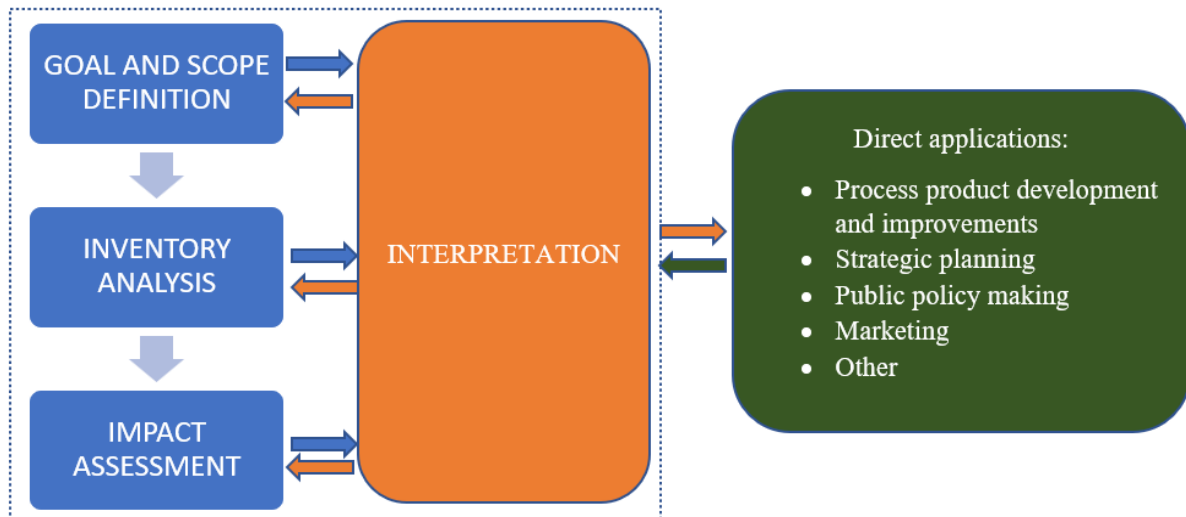 GOAL AND SCOPE
DEFINITION
INVENTORY
ANALYSIS
IMPACT
ASSESSMENT
INTERPRETATION
Direct applications:
• Process product development
and improvements
• Strategic planning
• Public policy making
• Marketing
• Other